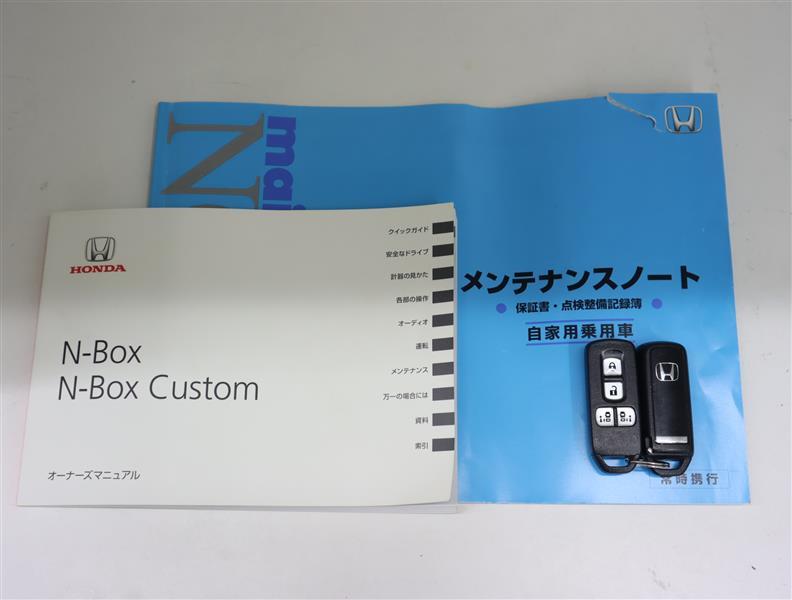 HONDA
N-Box
N-Box Custom
オーナーズマニュアル
クイックガイド
安全なドライブ
計器の見かた
各部の操作
オーディオ
運転
メンテナンス
万一の場合には
資料
索引
メンテナンスノート
保証書・点検整備記録簿
自家用乗用車
常時携行